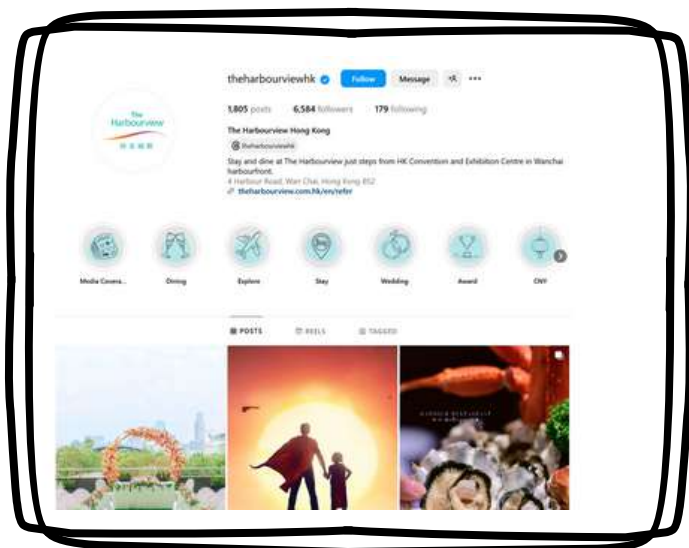 theharbourviewhk Follow Message
1,805 posts 6,584 followers 179 following
The Harbourview Hong Kong
theharbourviewhk
Stay and dine at The Harbourview just steps from HK Convention and Exhibition Centre in Wanchai
harbourfront.
4 Harbour Road, Wan Chai, Hong Kong 852
theharbourview.com.hk/en/refer
The
Harbourview
Media Covera... Dining Explore Stay Wedding Award CNY
POSTS REELS TAGGED